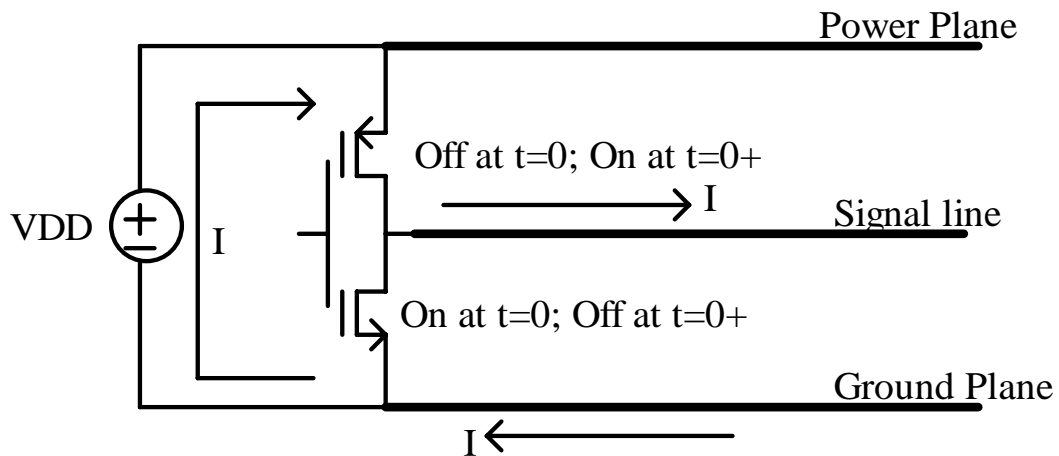 Power Plane
Off at t=0; On at t=0+
I
VDD
I
Signal line
On at t=0; Off at t=0+
Ground Plane
I